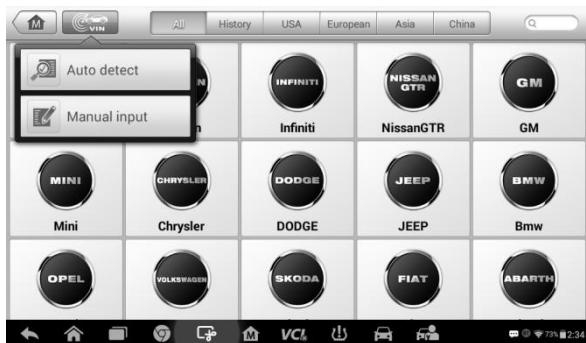 M VIN All History USA European Asia China
Auto detect
Manual input
N INFINITI NISSAN GTR GM
n Infiniti NissanGTR GM
MINI CHRYSLER DODGE JEEP BMW
Mini Chrysler DODGE JEEP Bmw
OPEL VOLKSWAGEN SKODA FIAT ABARTH
M VCI 73% 2:34